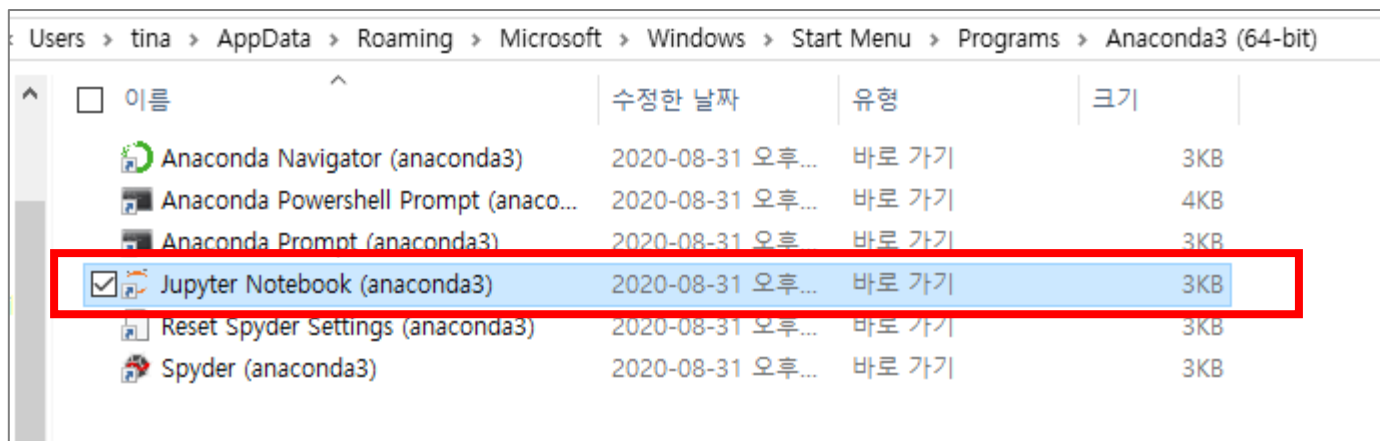 Users > tina > AppData > Roaming > Microsoft > Windows > Start Menu > Programs > Anaconda3 (64-bit)
이름 수정한 날짜 유형 크기
Anaconda Navigator (anaconda3) 2020-08-31 오후... 바로 가기 3KB
Anaconda Powershell Prompt (anaco... 2020-08-31 오후... 바로 가기 4KB
Anaconda Prompt (anaconda3) 2020-08-31 오후... 바로 가기 3KB
Jupyter Notebook (anaconda3) 2020-08-31 오후... 바로 가기 3KB
Reset Spyder Settings (anaconda3) 2020-08-31 오후... 바로 가기 3KB
Spyder (anaconda3) 2020-08-31 오후... 바로 가기 3KB